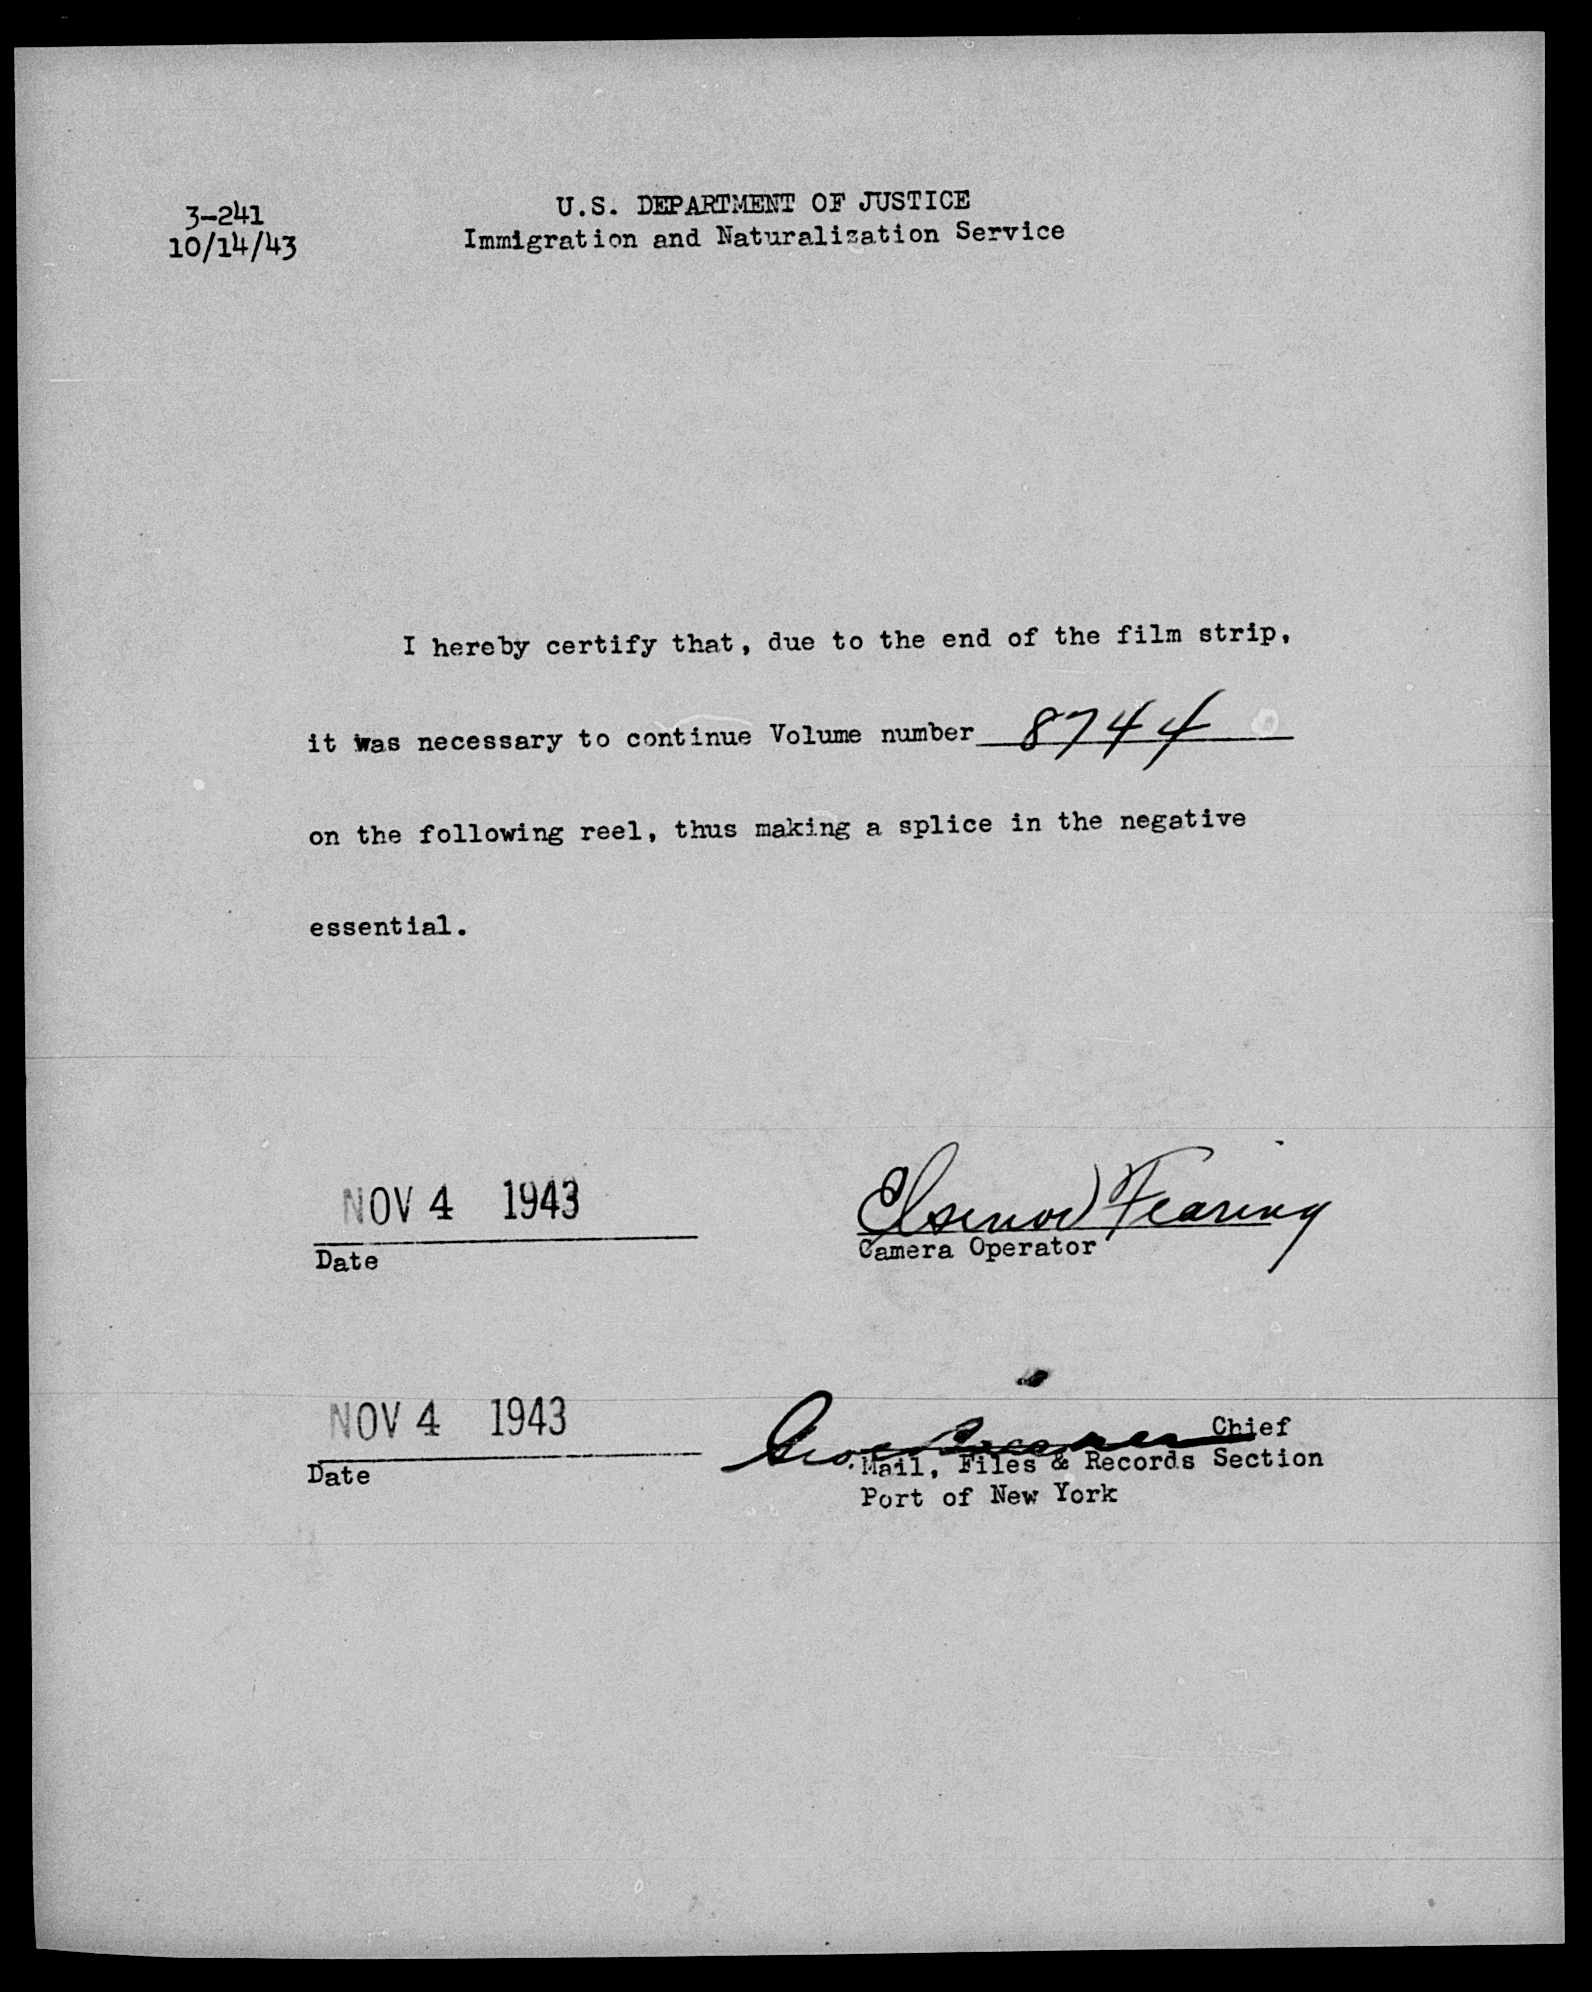 3-241
10/14/43
U.S. DEPARTMENT OF JUSTICE
Immigration and Naturalization Service
I hereby certify that, due to the end of the film strip,
it was necessary to continue Volume number 8744
on the following reel, thus making a splice in the negative
essential.
NOV 4 1943
Date
Fearing
Camera Operator
NOV 4 1943
Date
Geo
Chief
Mail, Files & Records Section
Port of New York